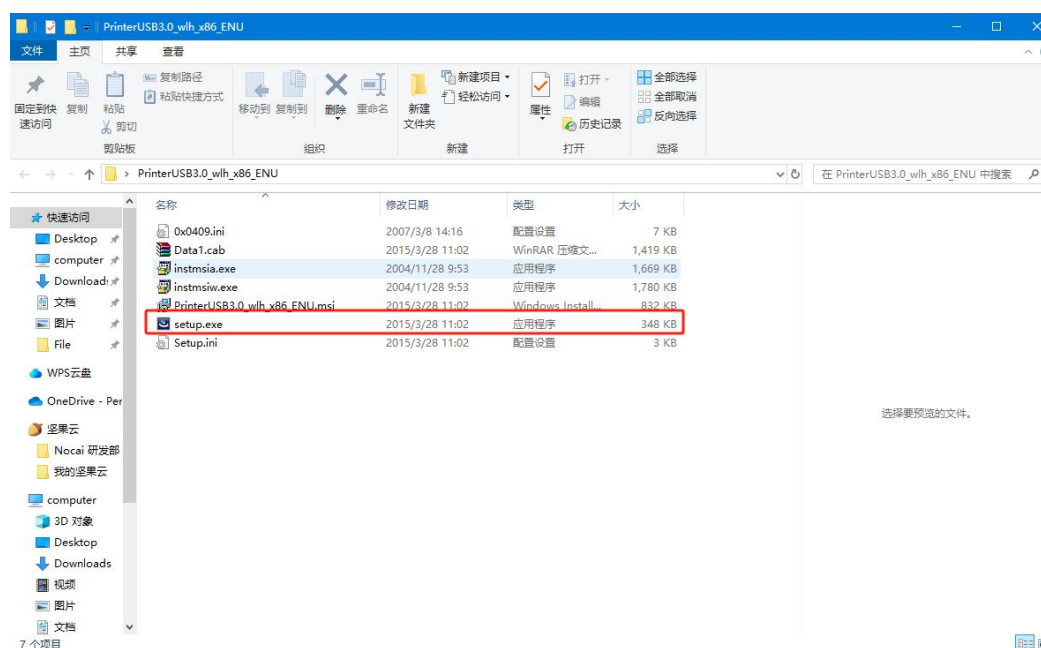 PrinterUSB3.0_wlh_x86_ENU
文件 主页 共享 查看
固定到快速访问
复制
粘贴
复制路径
粘贴快捷方式
剪切
剪贴板
移动到
复制到
删除
重命名
组织
新建文件夹
新建项目
轻松访问
新建
属性
打开
编辑
历史记录
打开
全部选择
全部取消
反向选择
选择
PrinterUSB3.0_wlh_x86_ENU
在 PrinterUSB3.0_wlh_x86_ENU 中搜索
快速访问
Desktop
computer
Download
文档
图片
File
WPS云盘
OneDrive - Per
坚果云
Nocai 研发部
我的坚果云
computer
3D 对象
Desktop
Downloads
视频
图片
文档
名称 修改日期 类型 大小
0x0409.ini 2007/3/8 14:16 配置设置 7 KB
Data1.cab 2015/3/28 11:02 WinRAR 压缩文... 1,419 KB
instmsia.exe 2004/11/28 9:53 应用程序 1,669 KB
instmsiw.exe 2004/11/28 9:53 应用程序 1,780 KB
PrinterUSB3.0_wlh_x86_ENU.msi 2015/3/28 11:02 Windows Install... 832 KB
setup.exe 2015/3/28 11:02 应用程序 348 KB
Setup.ini 2015/3/28 11:02 配置设置 3 KB
选择要预览的文件。
7 个项目